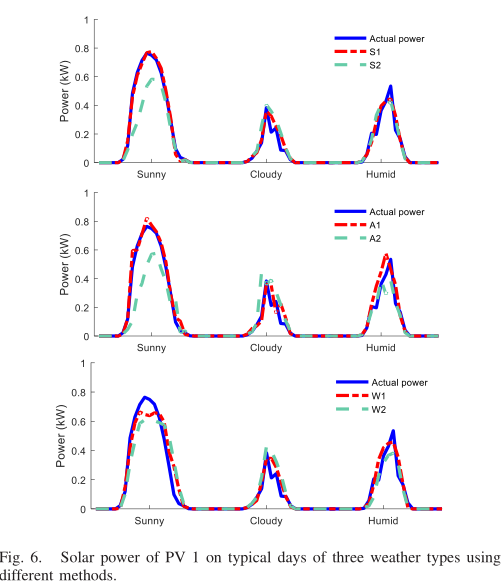 1
0.8
0.6
0.4
0.2
0
Power (kW)
Actual power
S1
S2
Sunny Cloudy Humid
1
0.8
0.6
0.4
0.2
0
Power (kW)
Actual power
A1
A2
Sunny Cloudy Humid
1
0.8
0.6
0.4
0.2
0
Power (kW)
Actual power
W1
W2
Sunny Cloudy Humid
Fig. 6. Solar power of PV 1 on typical days of three weather types using
different methods.